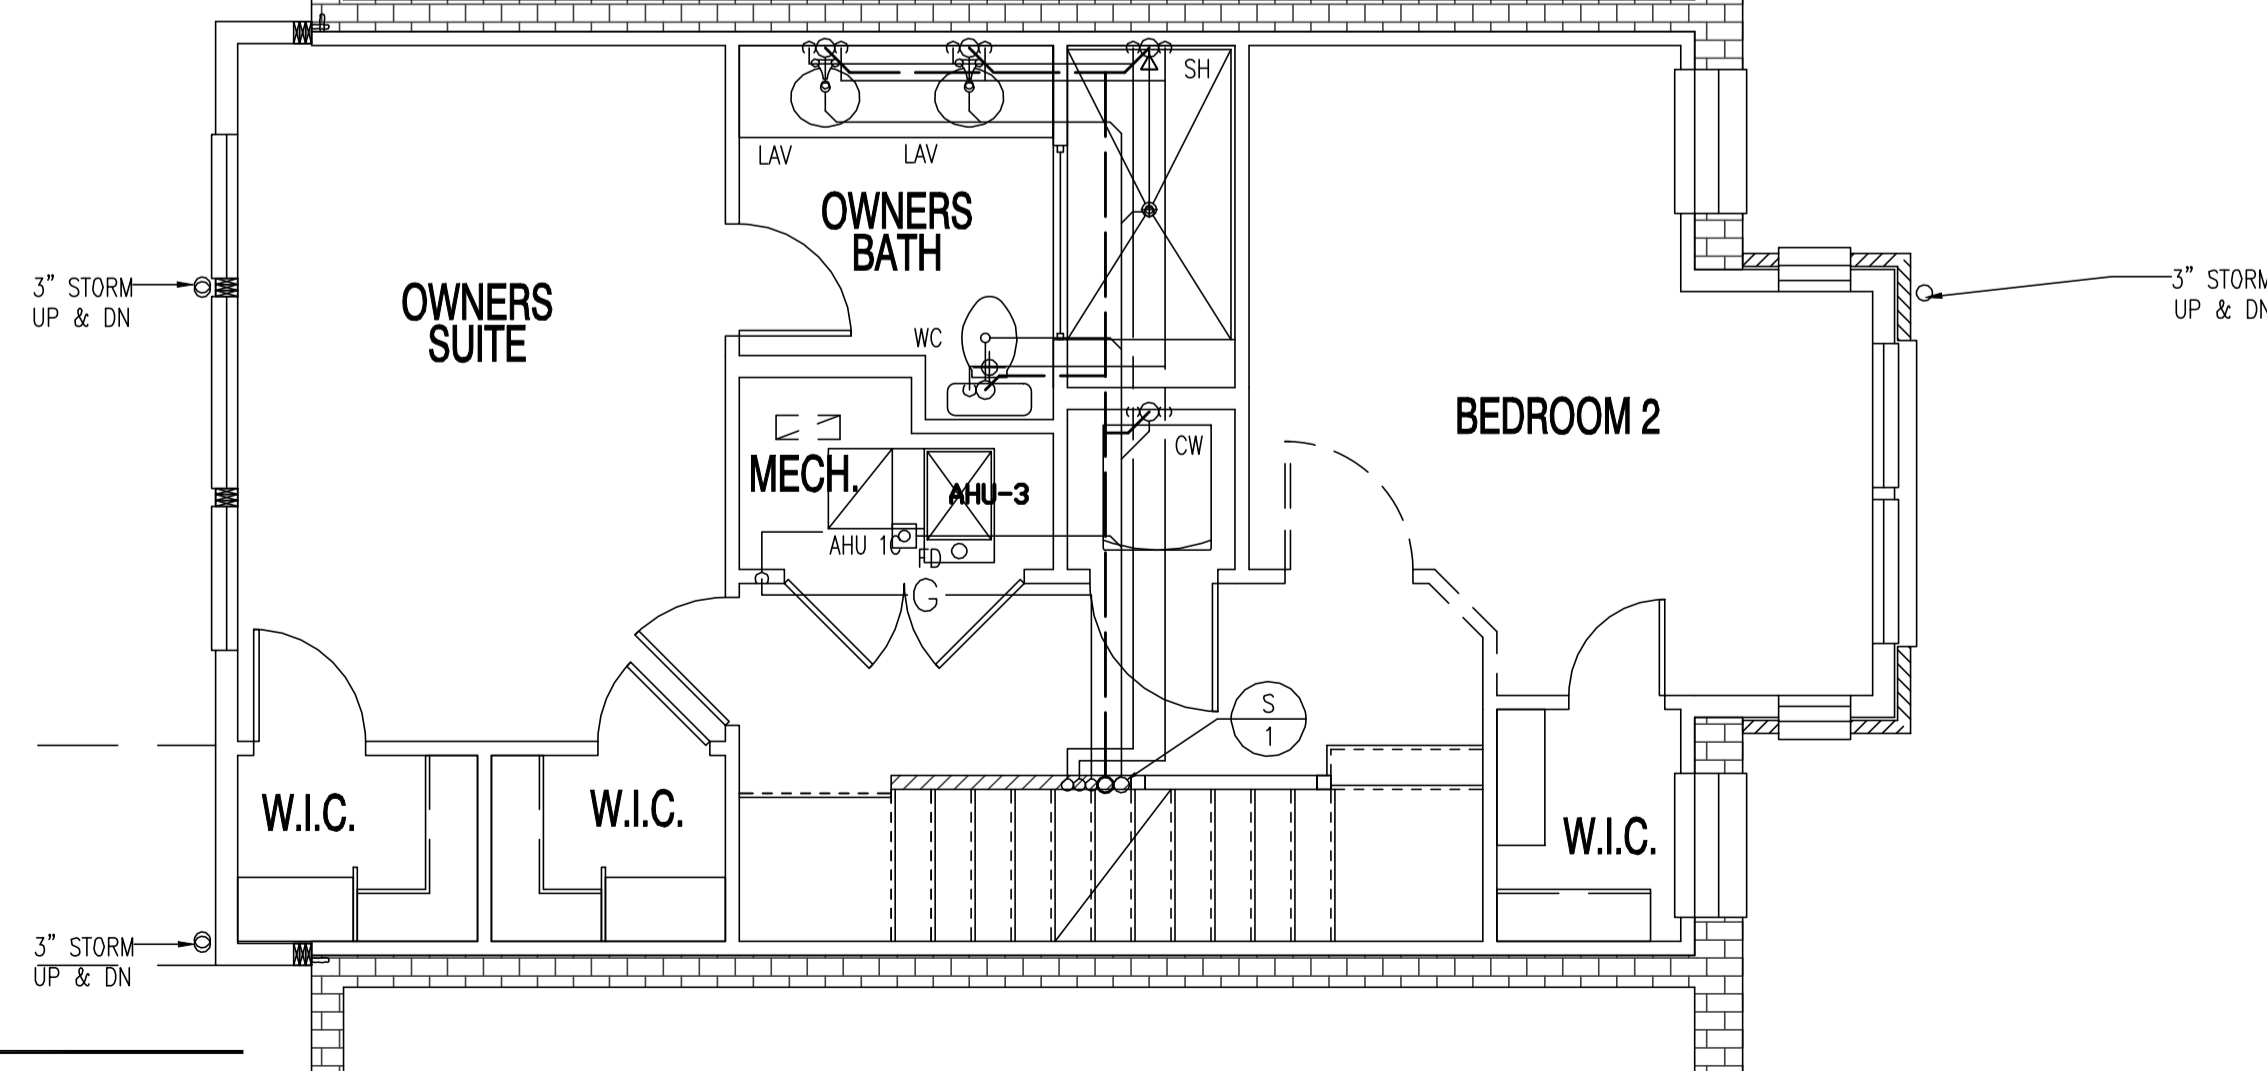 SH
LAV
LAV
OWNERS
BATH
3" STORM
UP & DN
OWNERS
SUITE
3" STORM
UP & DN
WC
BEDROOM 2
CW
MECH.
AHU-3
AHU 1C
FD
G
S
1
W.I.C.
W.I.C.
W.I.C.
3" STORM
UP & DN